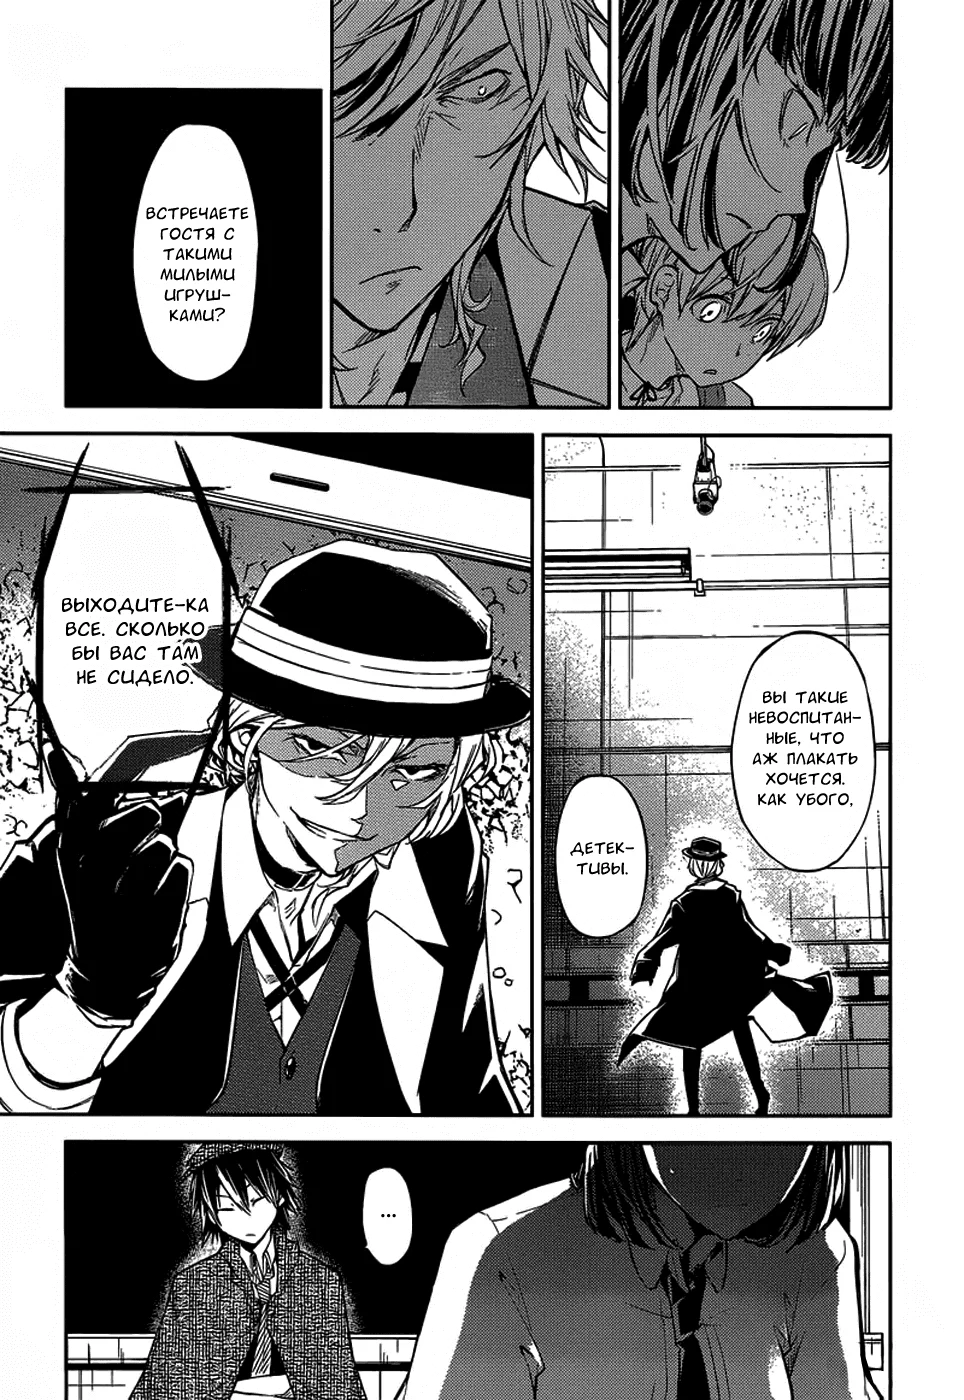 ВСТРЕЧАЕТЕ
ГОСТЯ С
ТАКИМИ
МИЛЫМИ
ИГРУШ-
КАМИ?
ВЫ ТАКИЕ
НЕВОСПИТАН-
НЫЕ, ЧТО
АЖ ПЛАКАТЬ
ХОЧЕТСЯ.
КАК УБОГО,
ДЕТЕК-
ТИВЫ.
ВЫХОДИТЕ-КА
ВСЕ. СКОЛЬКО
БЫ ВАС ТАМ
НЕ СИДЕЛО.
...